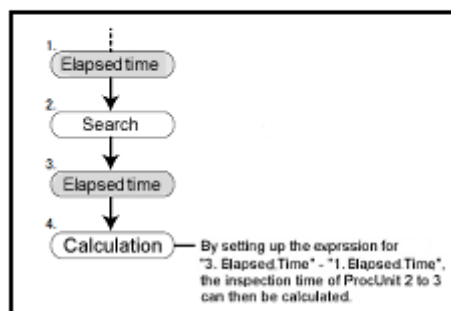 1.
Elapsed time
2.
Search
3.
Elapsed time
4.
Calculation
By setting up the exprssion for
"3. Elapsed.Time" - "1. Elapsed.Time",
the inspection time of ProcUnit 2 to 3
can then be calculated.